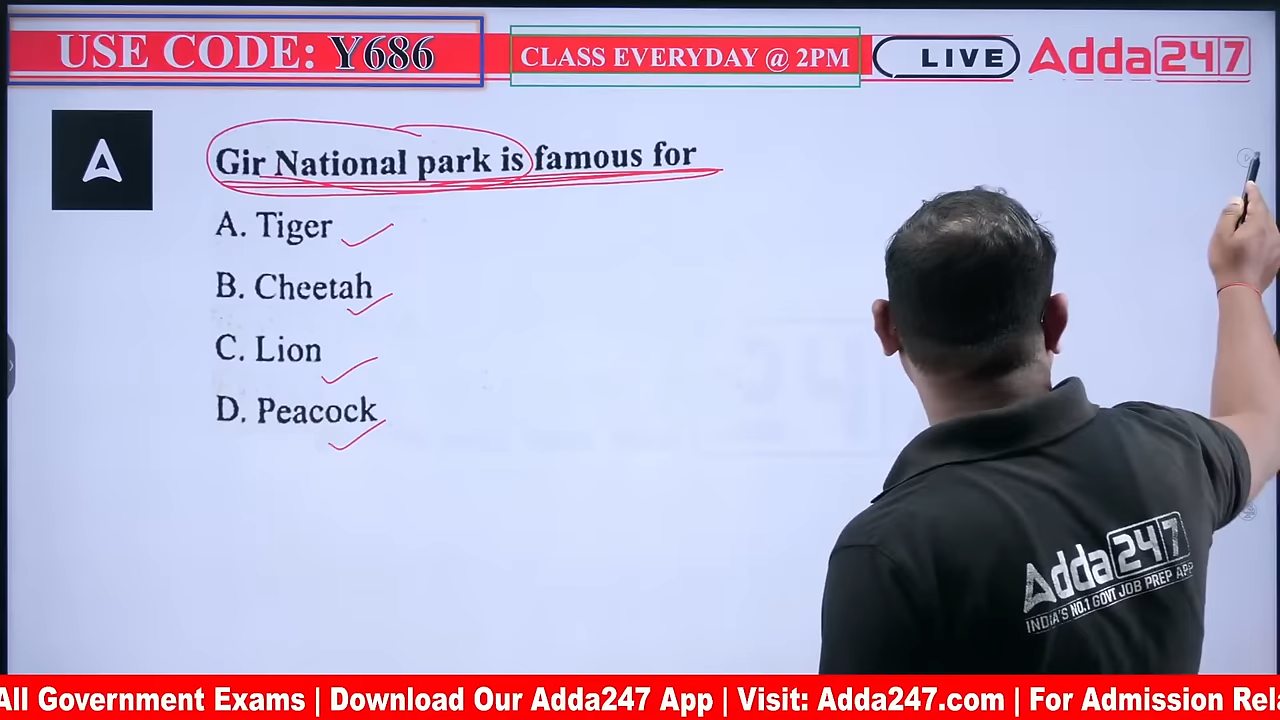 USE CODE: Y686
CLASS EVERYDAY @ 2PM
LIVE
Adda247
Gir National park is famous for
A. Tiger
B. Cheetah
C. Lion
D. Peacock
Adda247
INDIA'S NO.1 GOVT JOB PREP APP
All Government Exams | Download Our Adda247 App | Visit: Adda247.com | For Admission Rel